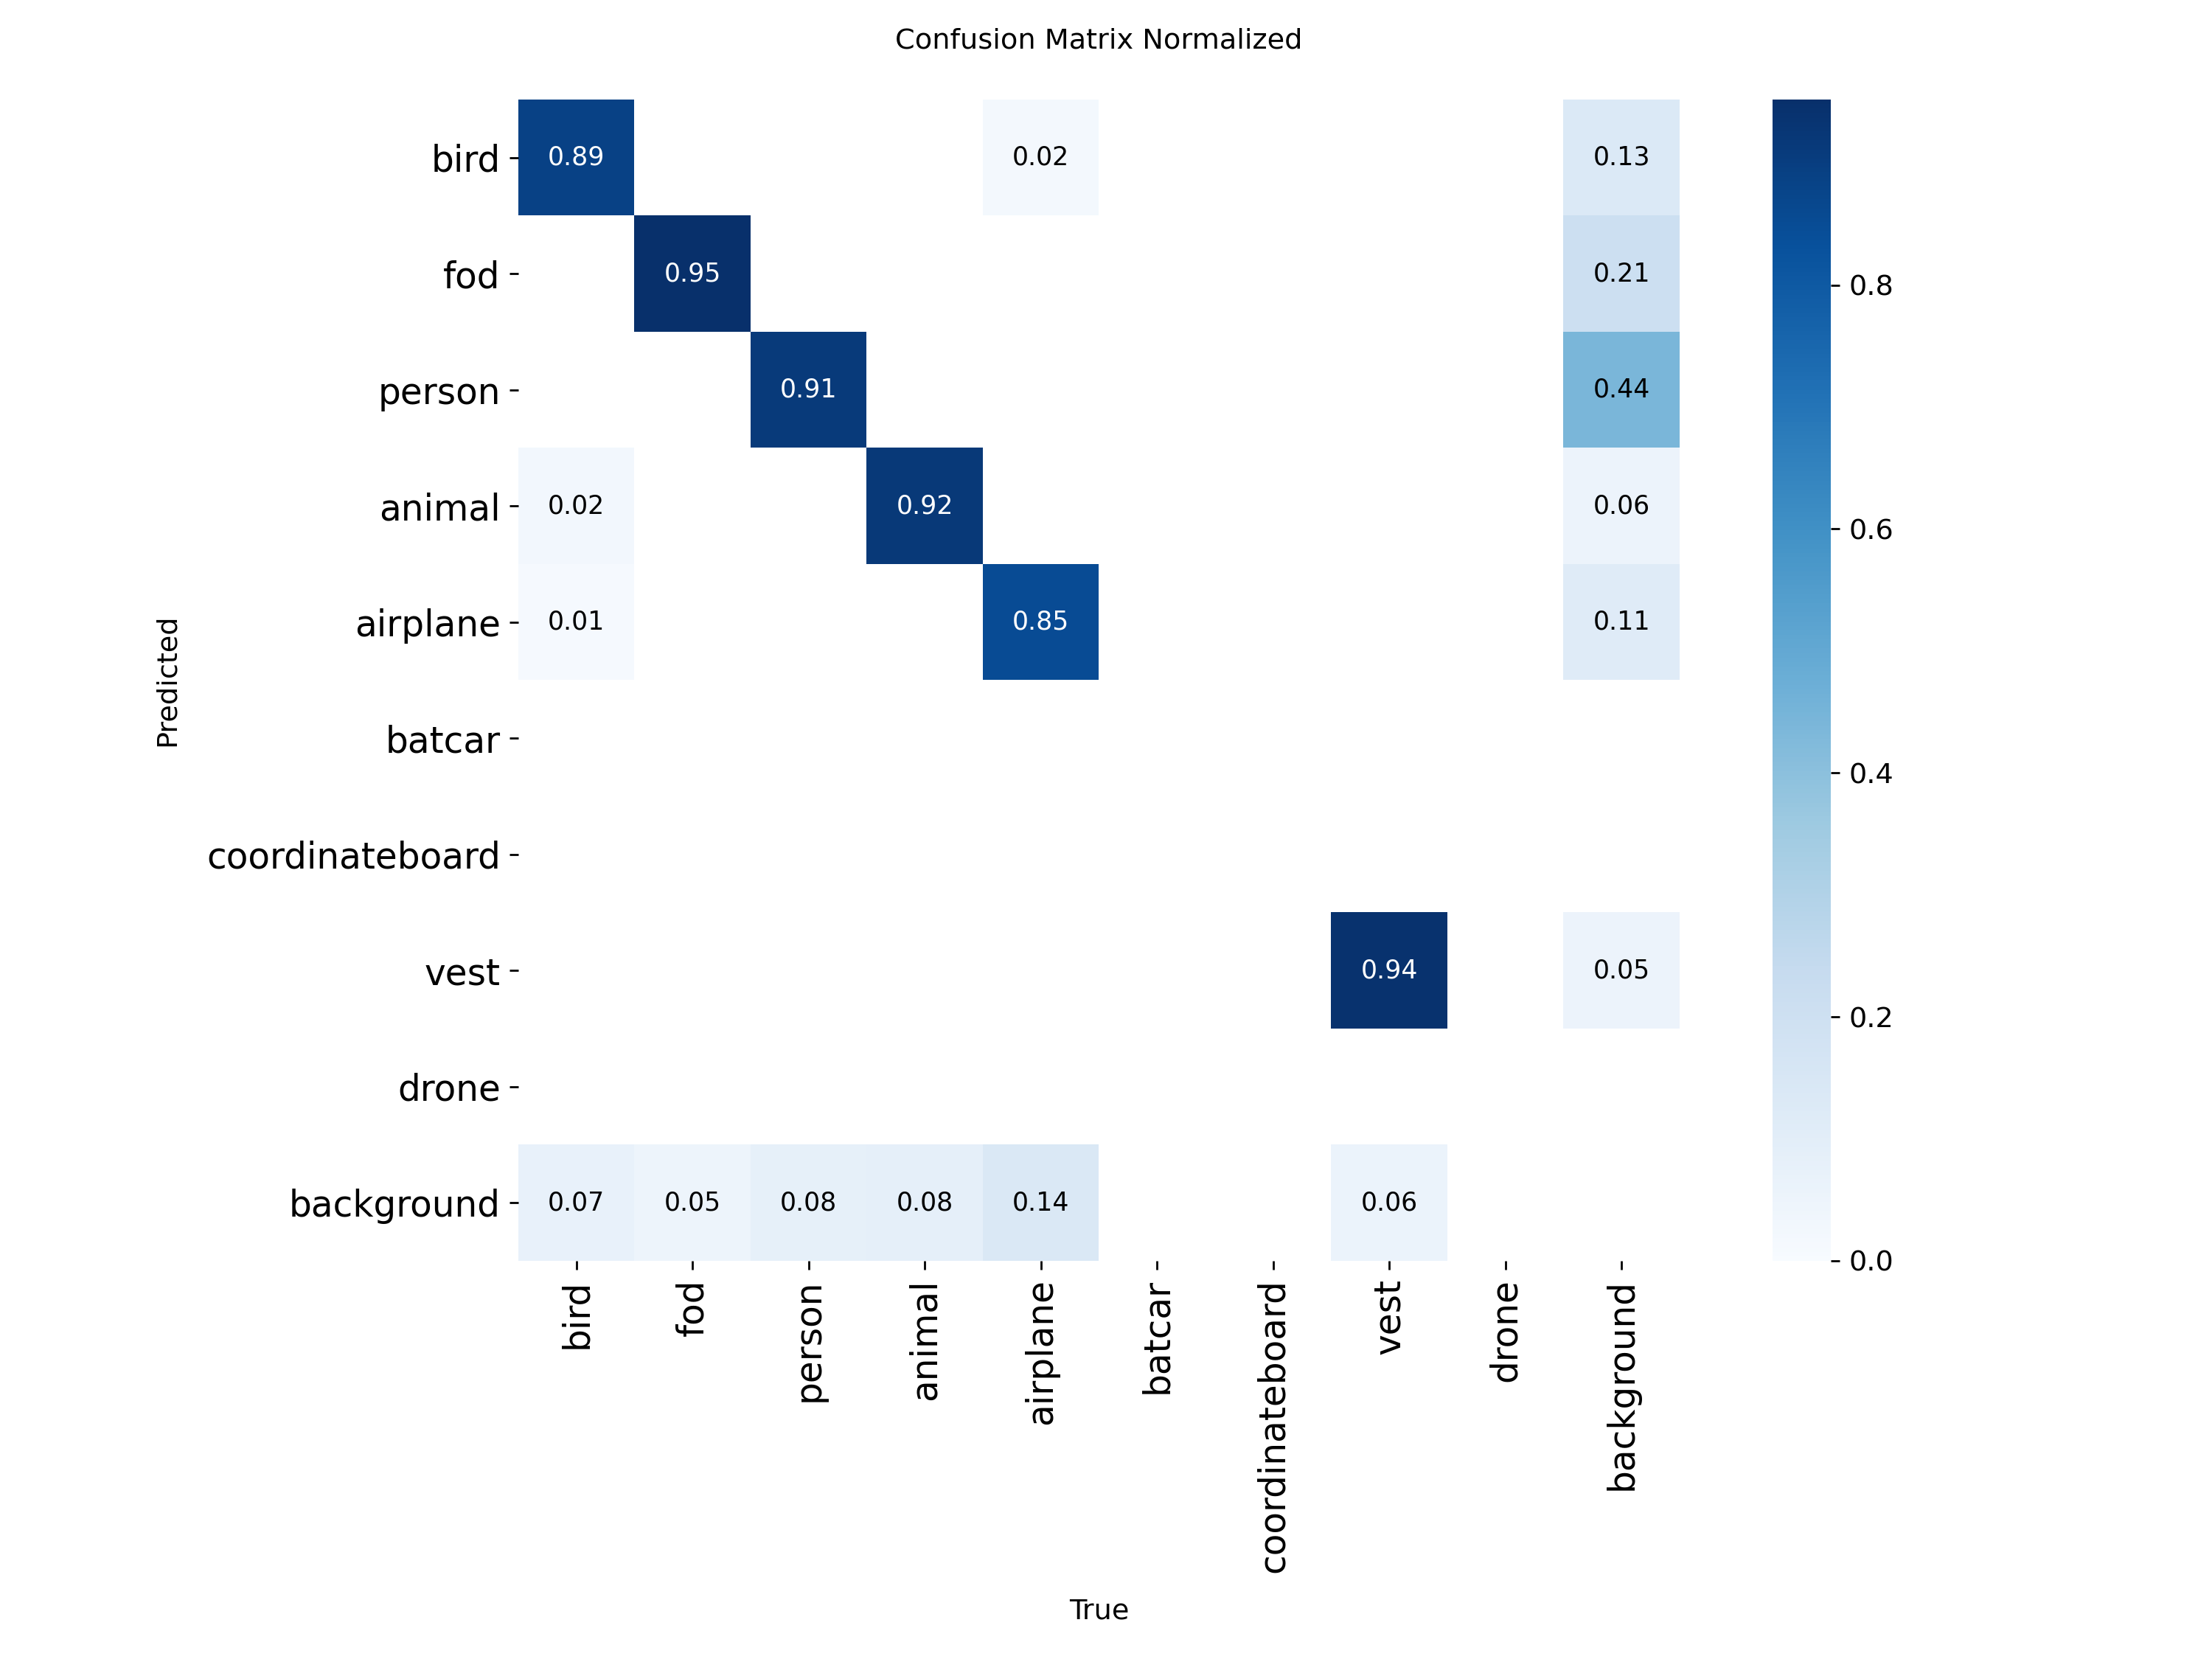 Confusion Matrix Normalized
bird 0.89 0.02 0.13
fod 0.95 0.21
person 0.91 0.44
animal 0.02 0.92 0.06
airplane 0.01 0.85 0.11
batcar
coordinateboard
vest 0.94 0.05
drone
background 0.07 0.05 0.08 0.08 0.14 0.06
Predicted
bird fod person animal airplane batcar coordinateboard vest drone background
True
0.8
0.6
0.4
0.2
0.0